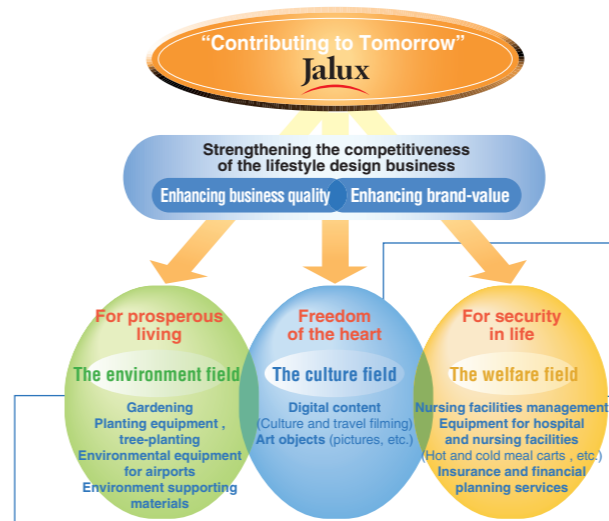 “Contributing to Tomorrow”
Jalux
Strengthening the competitiveness
of the lifestyle design business
Enhancing business quality
Enhancing brand-value
For prosperous
living
The environment field
Gardening
Planting equipment ,
tree-planting
Environmental equipment
for airports
Environment supporting
materials
Freedom
of the heart
The culture field
Digital content
(Culture and travel filming)
Art objects (pictures, etc.)
For security
in life
The welfare field
Nursing facilities management
Equipment for hospital
and nursing facilities
(Hot and cold meal carts , etc.)
Insurance and financial
planning services